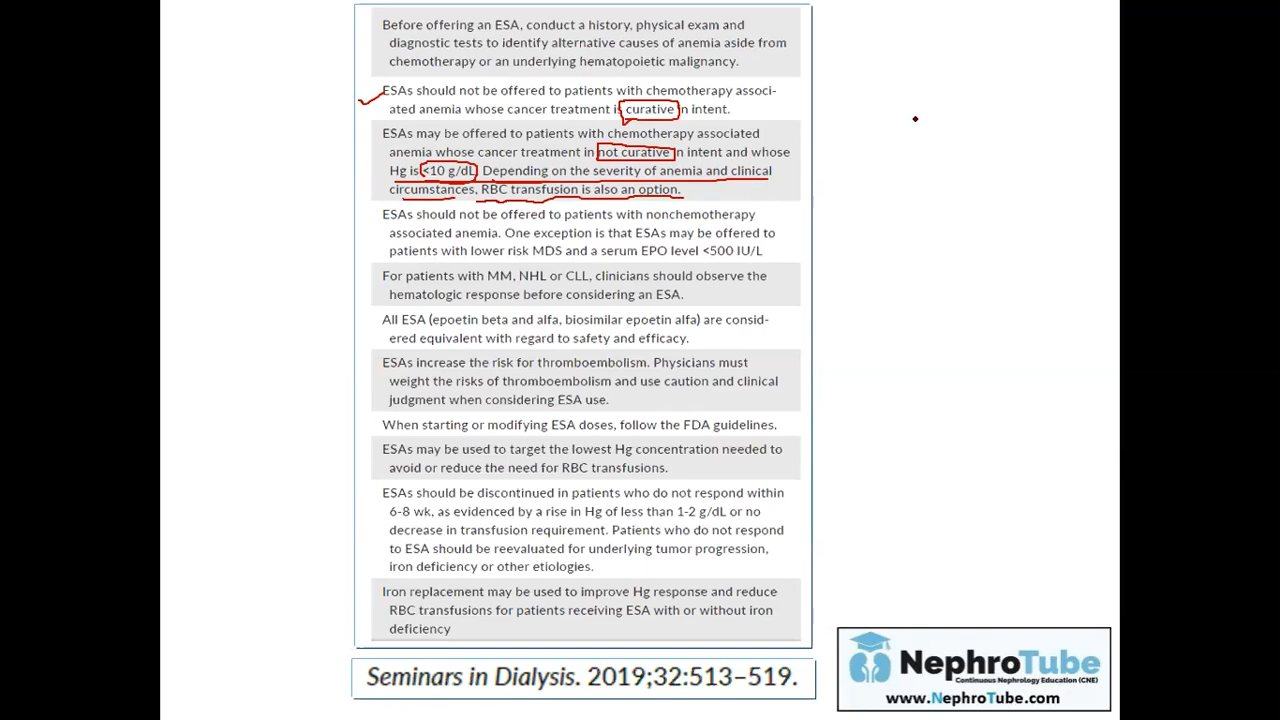 Before offering an ESA, conduct a history, physical exam and
diagnostic tests to identify alternative causes of anemia aside from
chemotherapy or an underlying hematopoietic malignancy.
ESAs should not be offered to patients with chemotherapy associ-
ated anemia whose cancer treatment is curative in intent.
ESAs may be offered to patients with chemotherapy associated
anemia whose cancer treatment in not curative in intent and whose
Hg is <10 g/dL. Depending on the severity of anemia and clinical
circumstances, RBC transfusion is also an option.
ESAs should not be offered to patients with nonchemotherapy
associated anemia. One exception is that ESAs may be offered to
patients with lower risk MDS and a serum EPO level <500 IU/L
For patients with MM, NHL or CLL, clinicians should observe the
hematologic response before considering an ESA.
All ESA (epoetin beta and alfa, biosimilar epoetin alfa) are consid-
ered equivalent with regard to safety and efficacy.
ESAs increase the risk for thromboembolism. Physicians must
weight the risks of thromboembolism and use caution and clinical
judgment when considering ESA use.
When starting or modifying ESA doses, follow the FDA guidelines.
ESAs may be used to target the lowest Hg concentration needed to
avoid or reduce the need for RBC transfusions.
ESAs should be discontinued in patients who do not respond within
6-8 wk, as evidenced by a rise in Hg of less than 1-2 g/dL or no
decrease in transfusion requirement. Patients who do not respond
to ESA should be reevaluated for underlying tumor progression,
iron deficiency or other etiologies.
Iron replacement may be used to improve Hg response and reduce
RBC transfusions for patients receiving ESA with or without iron
deficiency
Seminars in Dialysis. 2019;32:513–519.
NephroTube
Continuous Nephrology Education (CNE)
www.NephroTube.com